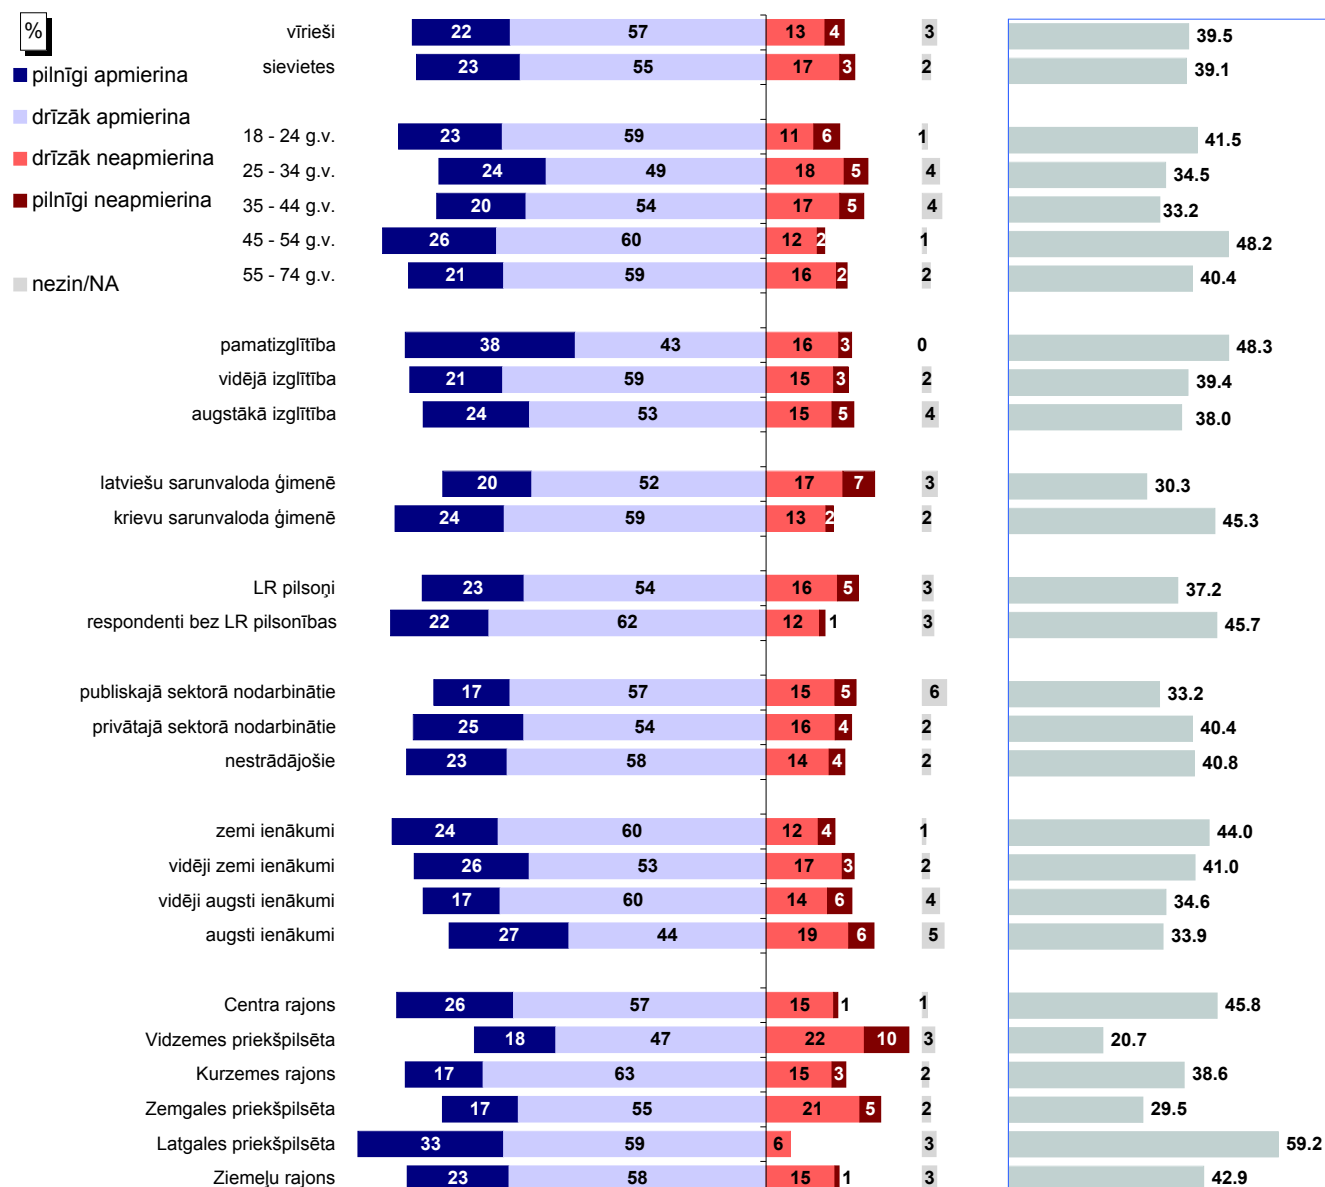 %
pilnīgi apmierina
drīzāk apmierina
drīzāk neapmierina
pilnīgi neapmierina
nezin/NA
vīrieši 22 57 13 4 3 39.5
sievietes 23 55 17 3 2 39.1
18 - 24 g.v. 23 59 11 6 1 41.5
25 - 34 g.v. 24 49 18 5 4 34.5
35 - 44 g.v. 20 54 17 5 4 33.2
45 - 54 g.v. 26 60 12 2 1 48.2
55 - 74 g.v. 21 59 16 2 2 40.4
pamatizglītība 38 43 16 3 0 48.3
vidējā izglītība 21 59 15 3 2 39.4
augstākā izglītība 24 53 15 5 4 38.0
latviešu sarunvaloda ģimenē 20 52 17 7 3 30.3
krievu sarunvaloda ģimenē 24 59 13 2 2 45.3
LR pilsoņi 23 54 16 5 3 37.2
respondenti bez LR pilsonības 22 62 12 1 3 45.7
publiskajā sektorā nodarbinātie 17 57 15 5 6 33.2
privātajā sektorā nodarbinātie 25 54 16 4 2 40.4
nestrādājošie 23 58 14 4 2 40.8
zemi ienākumi 24 60 12 4 1 44.0
vidēji zemi ienākumi 26 53 17 3 2 41.0
vidēji augsti ienākumi 17 60 14 6 4 34.6
augsti ienākumi 27 44 19 6 5 33.9
Centra rajons 26 57 15 1 1 45.8
Vidzemes priekšpilsēta 18 47 22 10 3 20.7
Kurzemes rajons 17 63 15 3 2 38.6
Zemgales priekšpilsēta 17 55 21 5 2 29.5
Latgales priekšpilsēta 33 59 6 3 59.2
Ziemeļu rajons 23 58 15 1 3 42.9